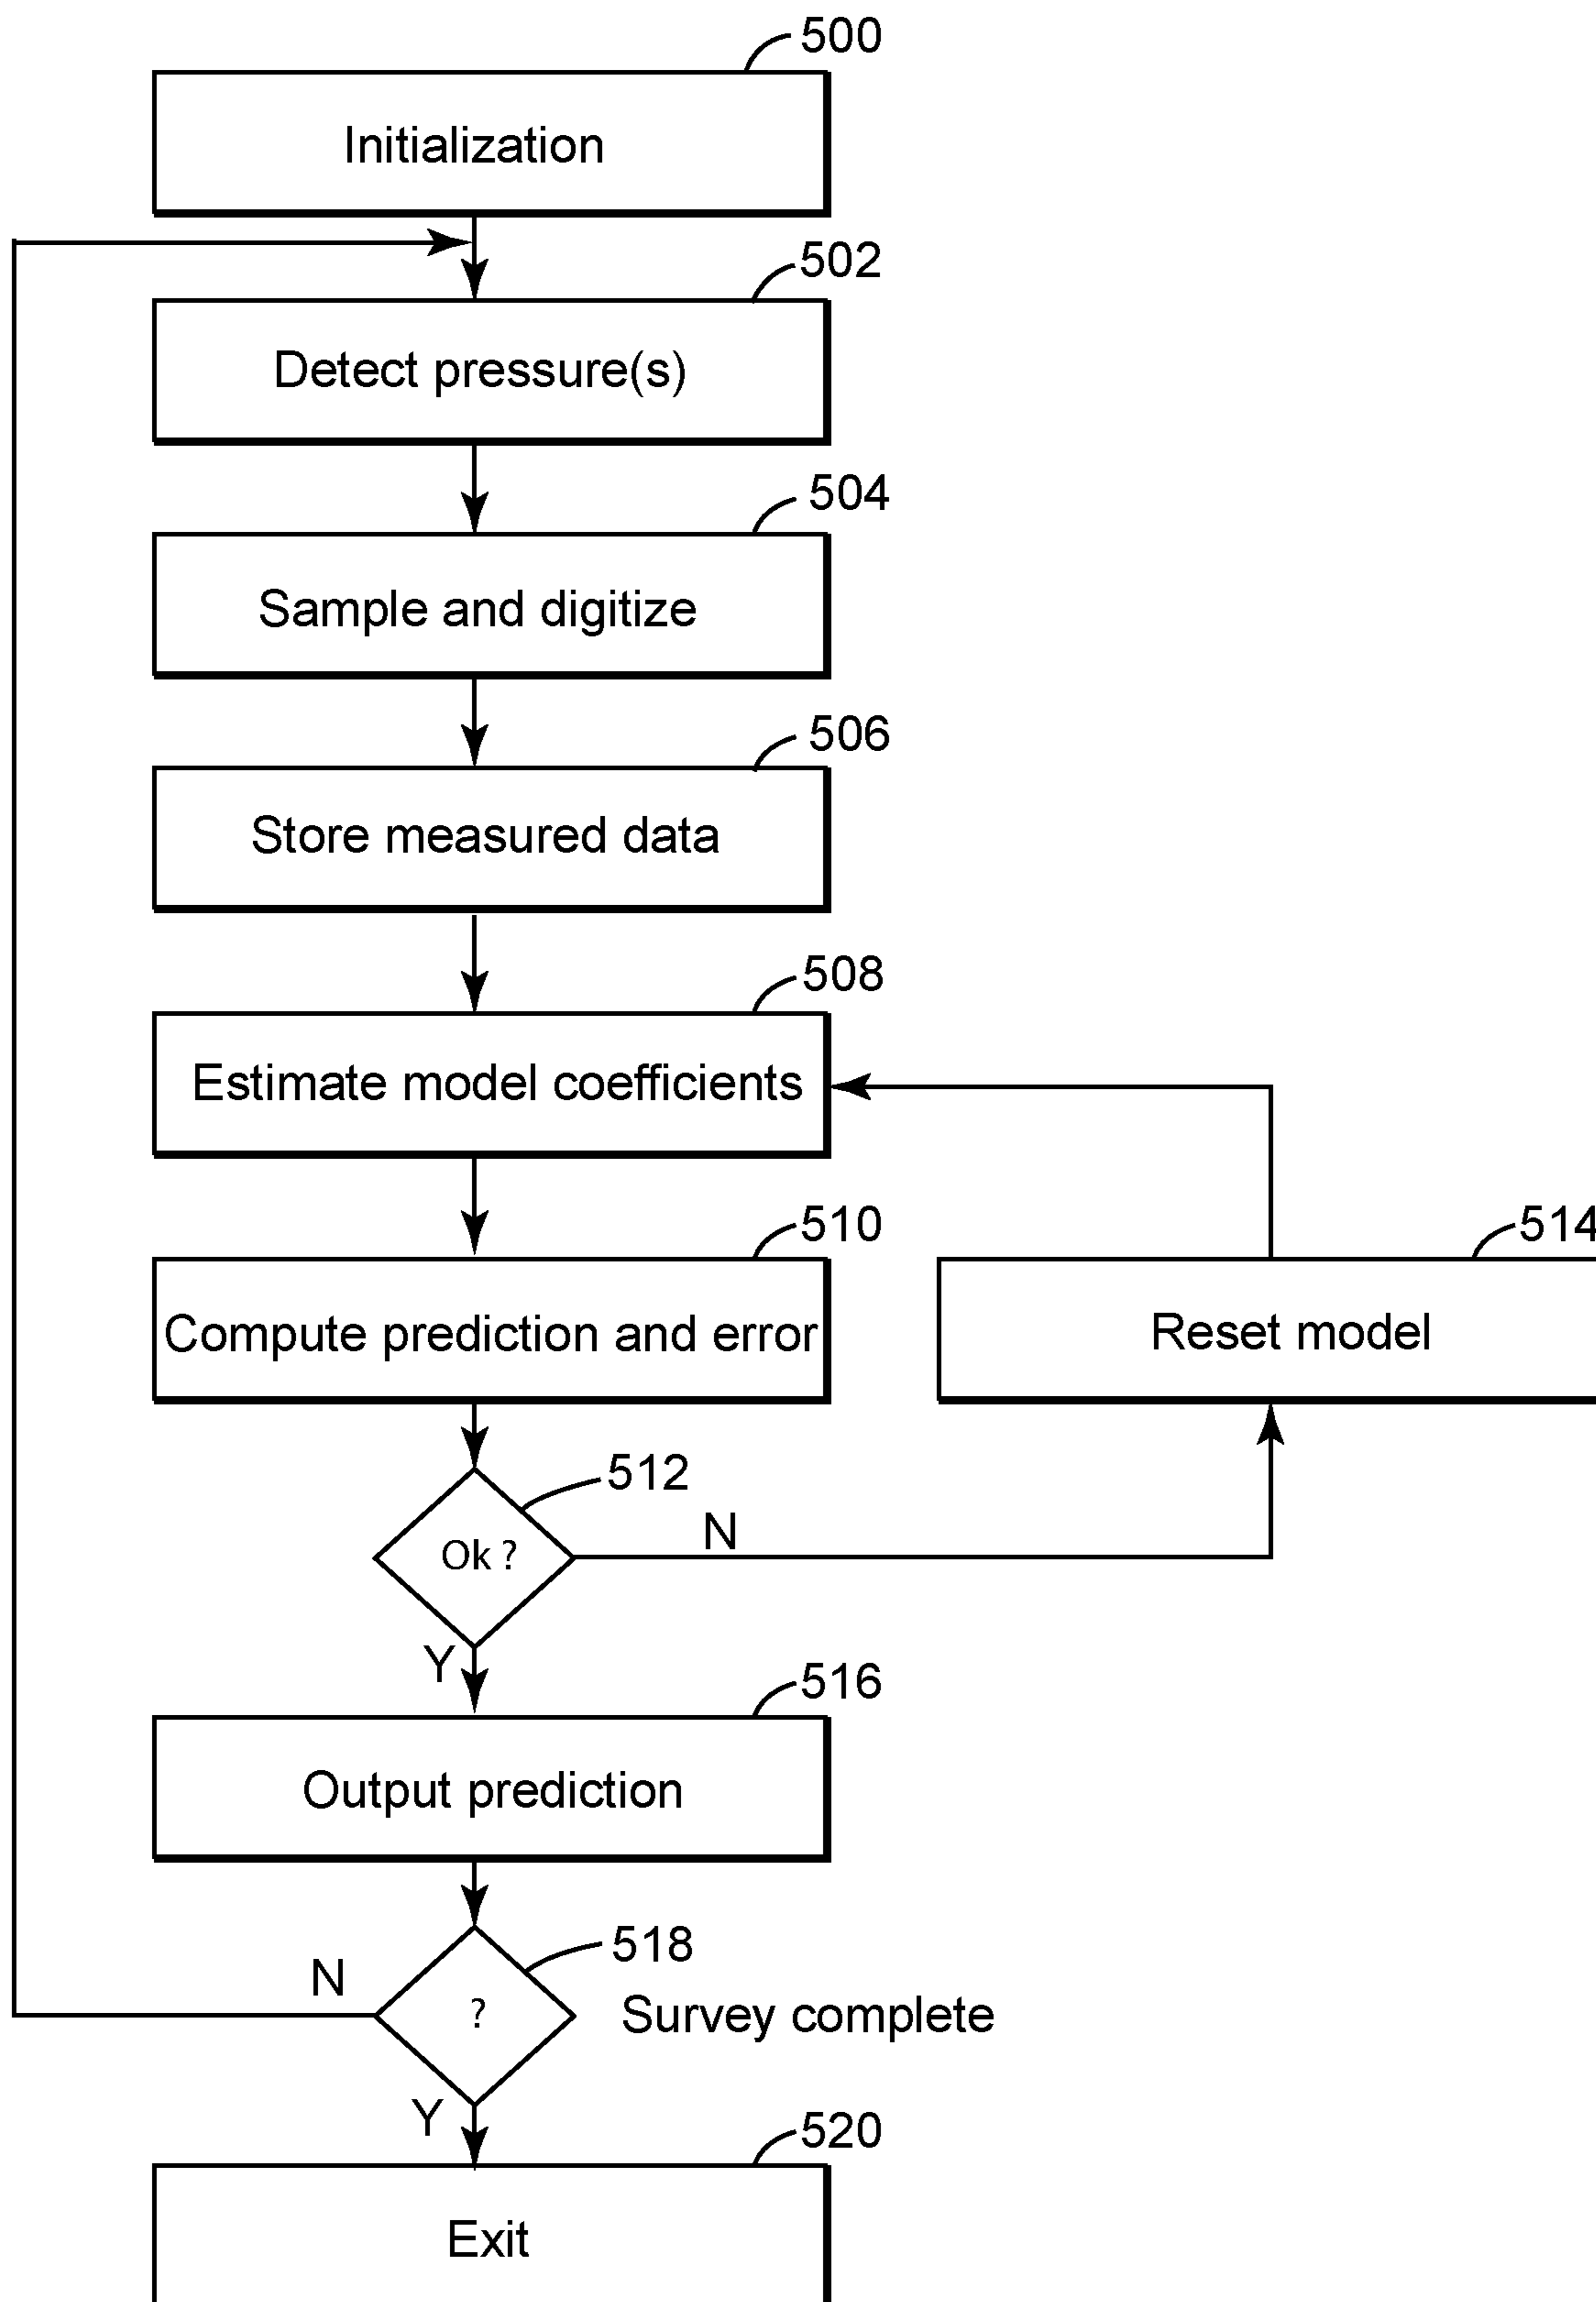 500
Initialization
502
Detect pressure(s)
504
Sample and digitize
506
Store measured data
508
Estimate model coefficients
510
Compute prediction and error
514
Reset model
512
Ok ?
N
Y
516
Output prediction
518
N
?
Survey complete
Y
520
Exit